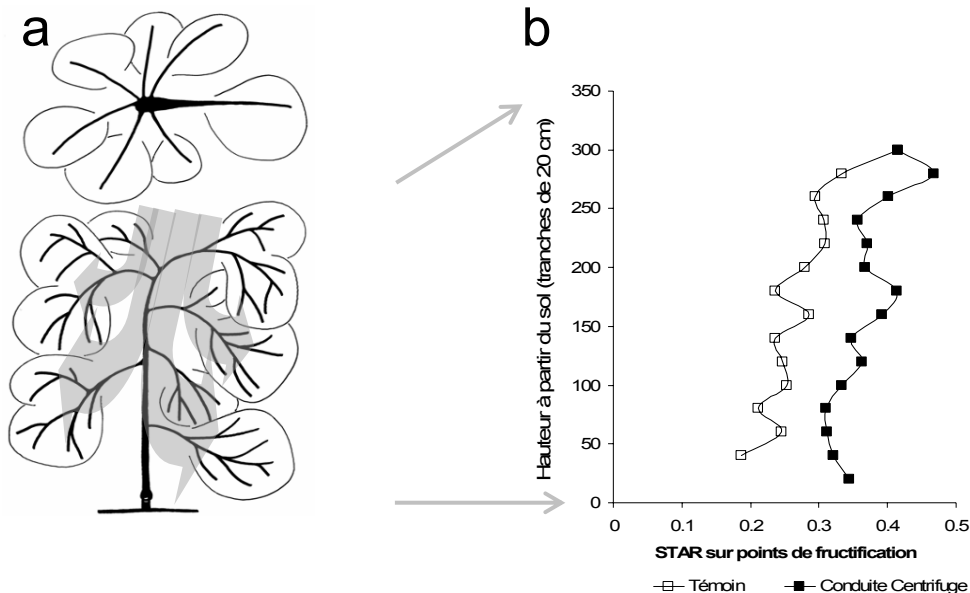 a
b
Hauteur à partir du sol (tranches de 20 cm)
350
300
250
200
150
100
50
0
0 0.1 0.2 0.3 0.4 0.5
STAR sur points de fructification
Témoin Conduite Centrifuge